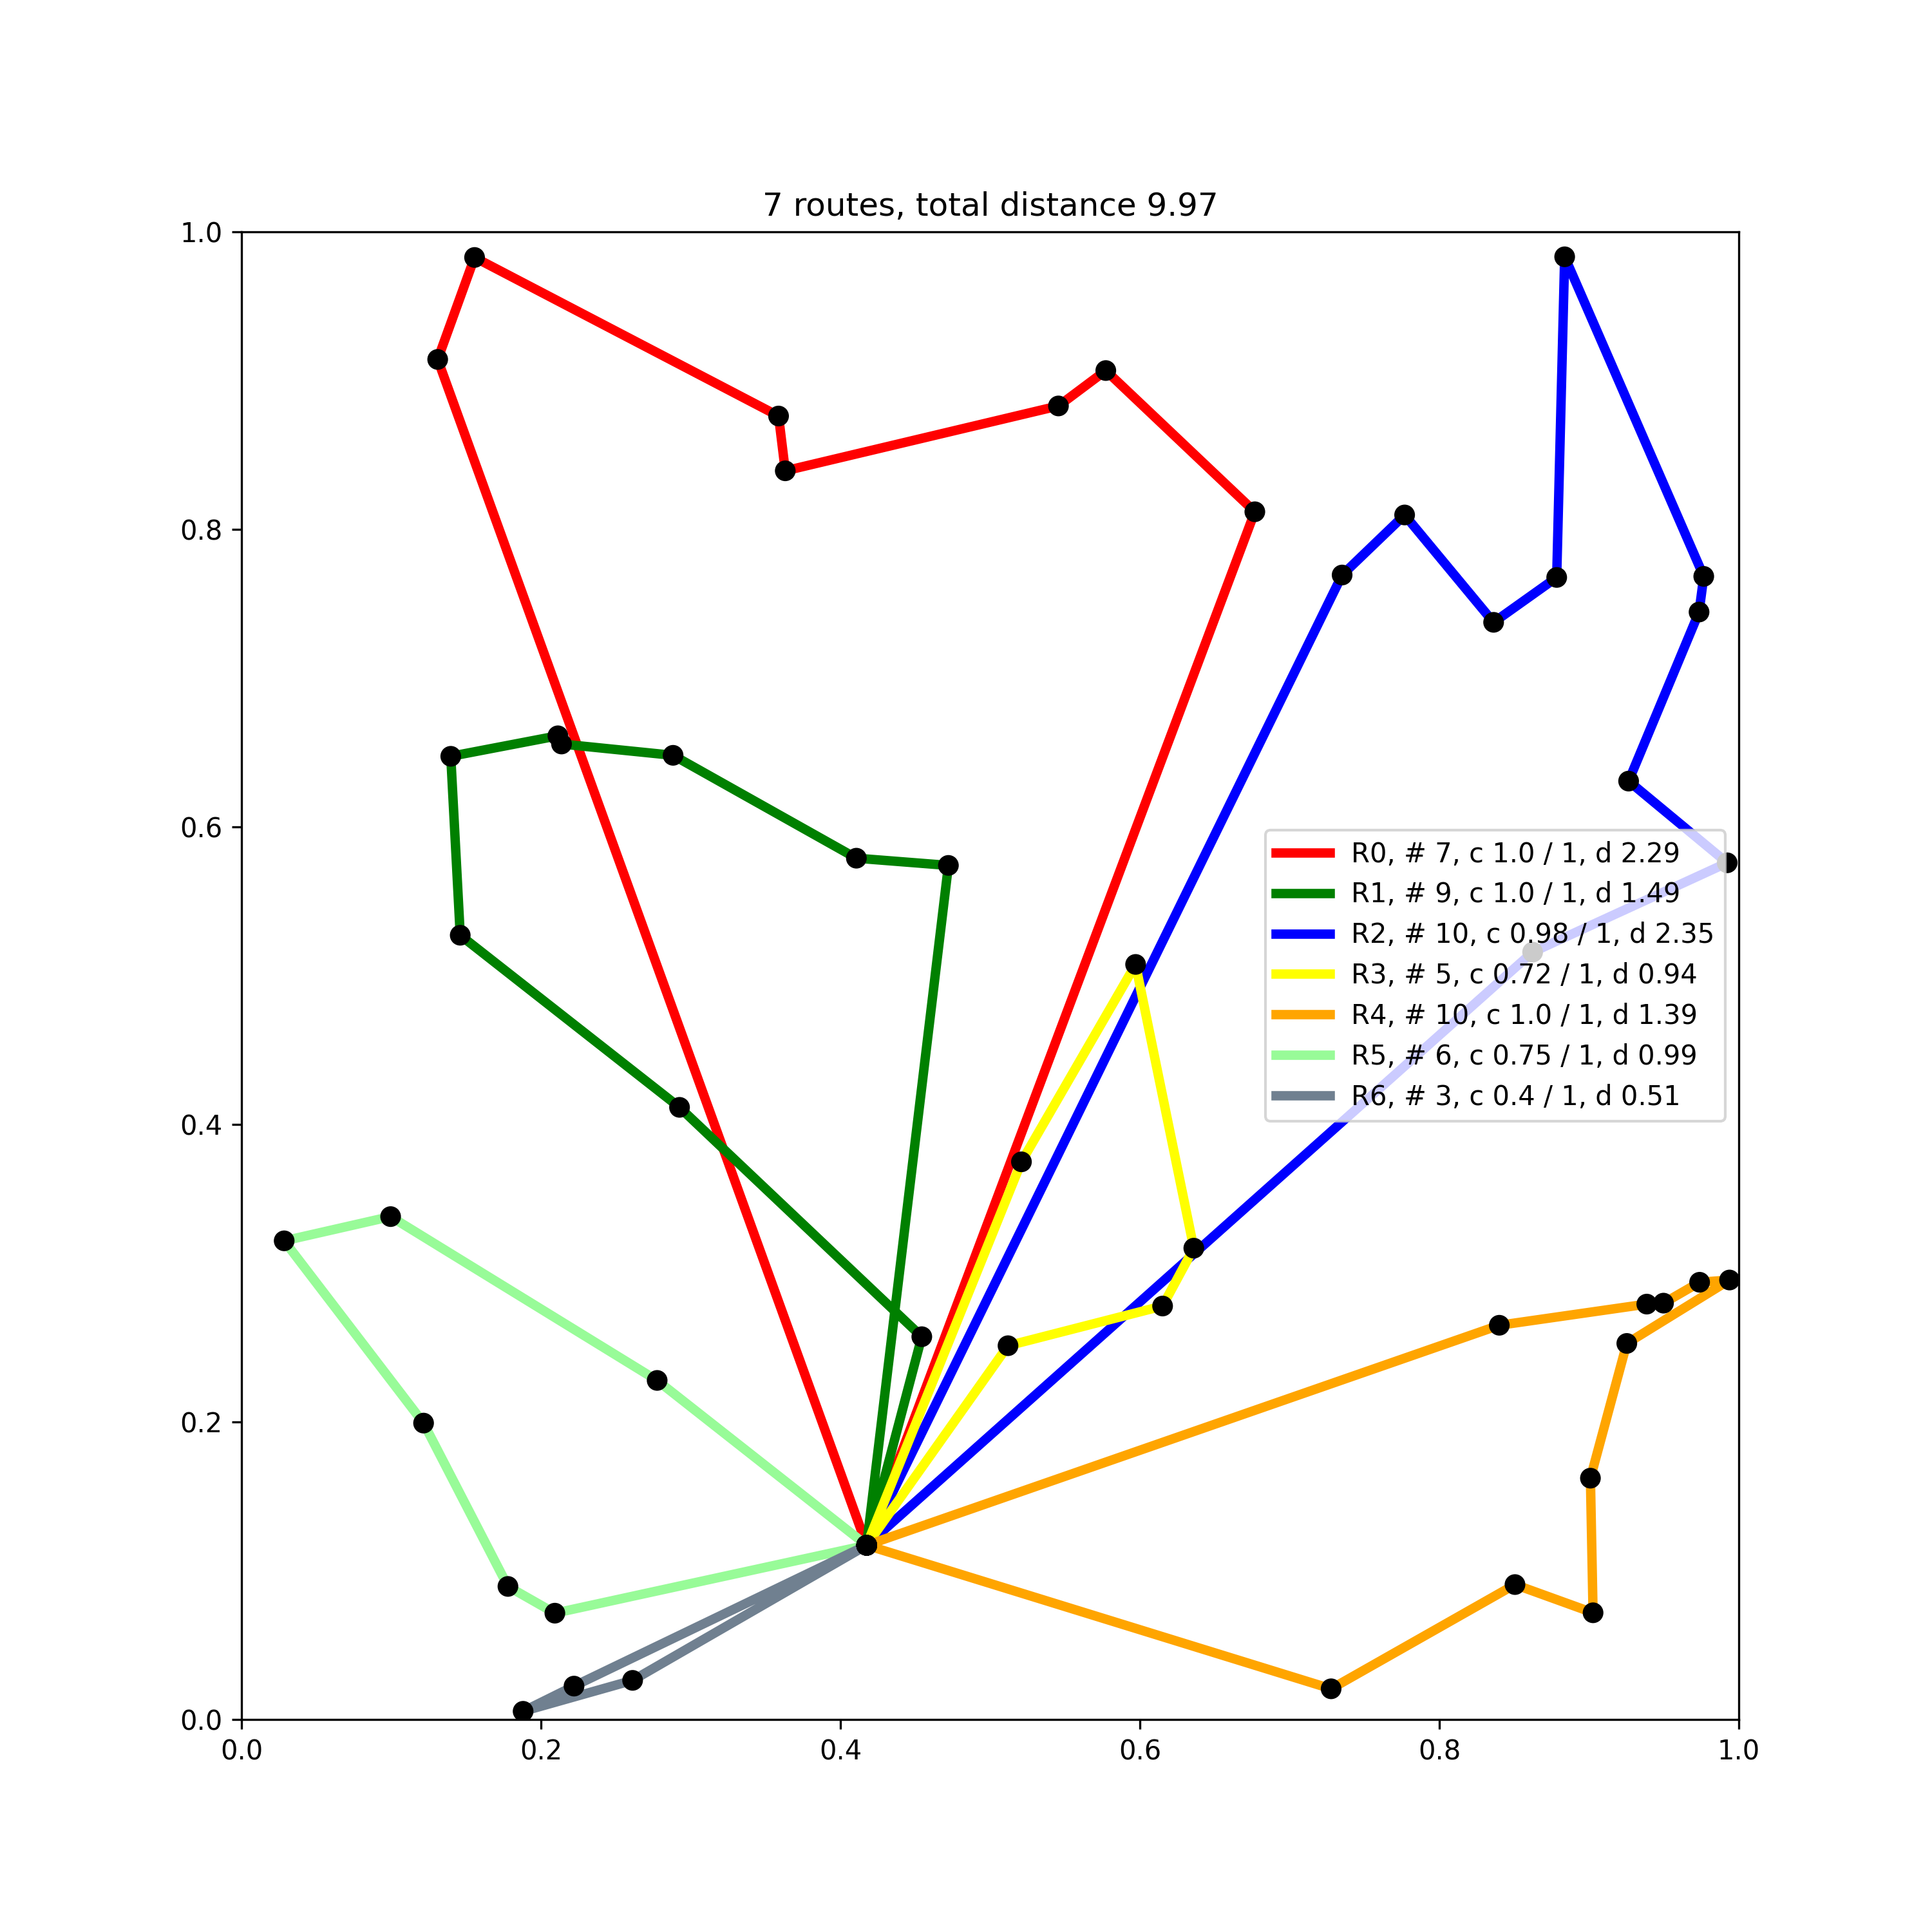 7 routes, total distance 9.97
1.0
0.8
0.6
0.4
0.2
0.0
R0, # 7, c 1.0 / 1, d 2.29
R1, # 9, c 1.0 / 1, d 1.49
R2, # 10, c 0.98 / 1, d 2.35
R3, # 5, c 0.72 / 1, d 0.94
R4, # 10, c 1.0 / 1, d 1.39
R5, # 6, c 0.75 / 1, d 0.99
R6, # 3, c 0.4 / 1, d 0.51
0.0 0.2 0.4 0.6 0.8 1.0